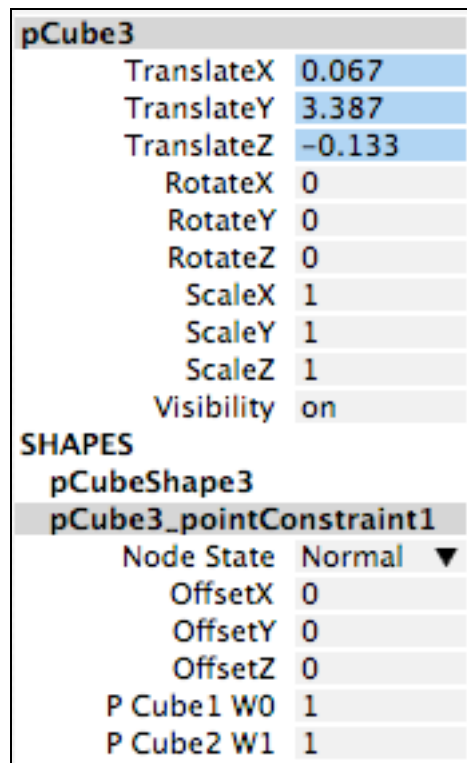 pCube3
TranslateX 0.067
TranslateY 3.387
TranslateZ -0.133
RotateX 0
RotateY 0
RotateZ 0
ScaleX 1
ScaleY 1
ScaleZ 1
Visibility on
SHAPES
pCubeShape3
pCube3_pointConstraint1
Node State Normal ▼
OffsetX 0
OffsetY 0
OffsetZ 0
P Cube1 W0 1
P Cube2 W1 1